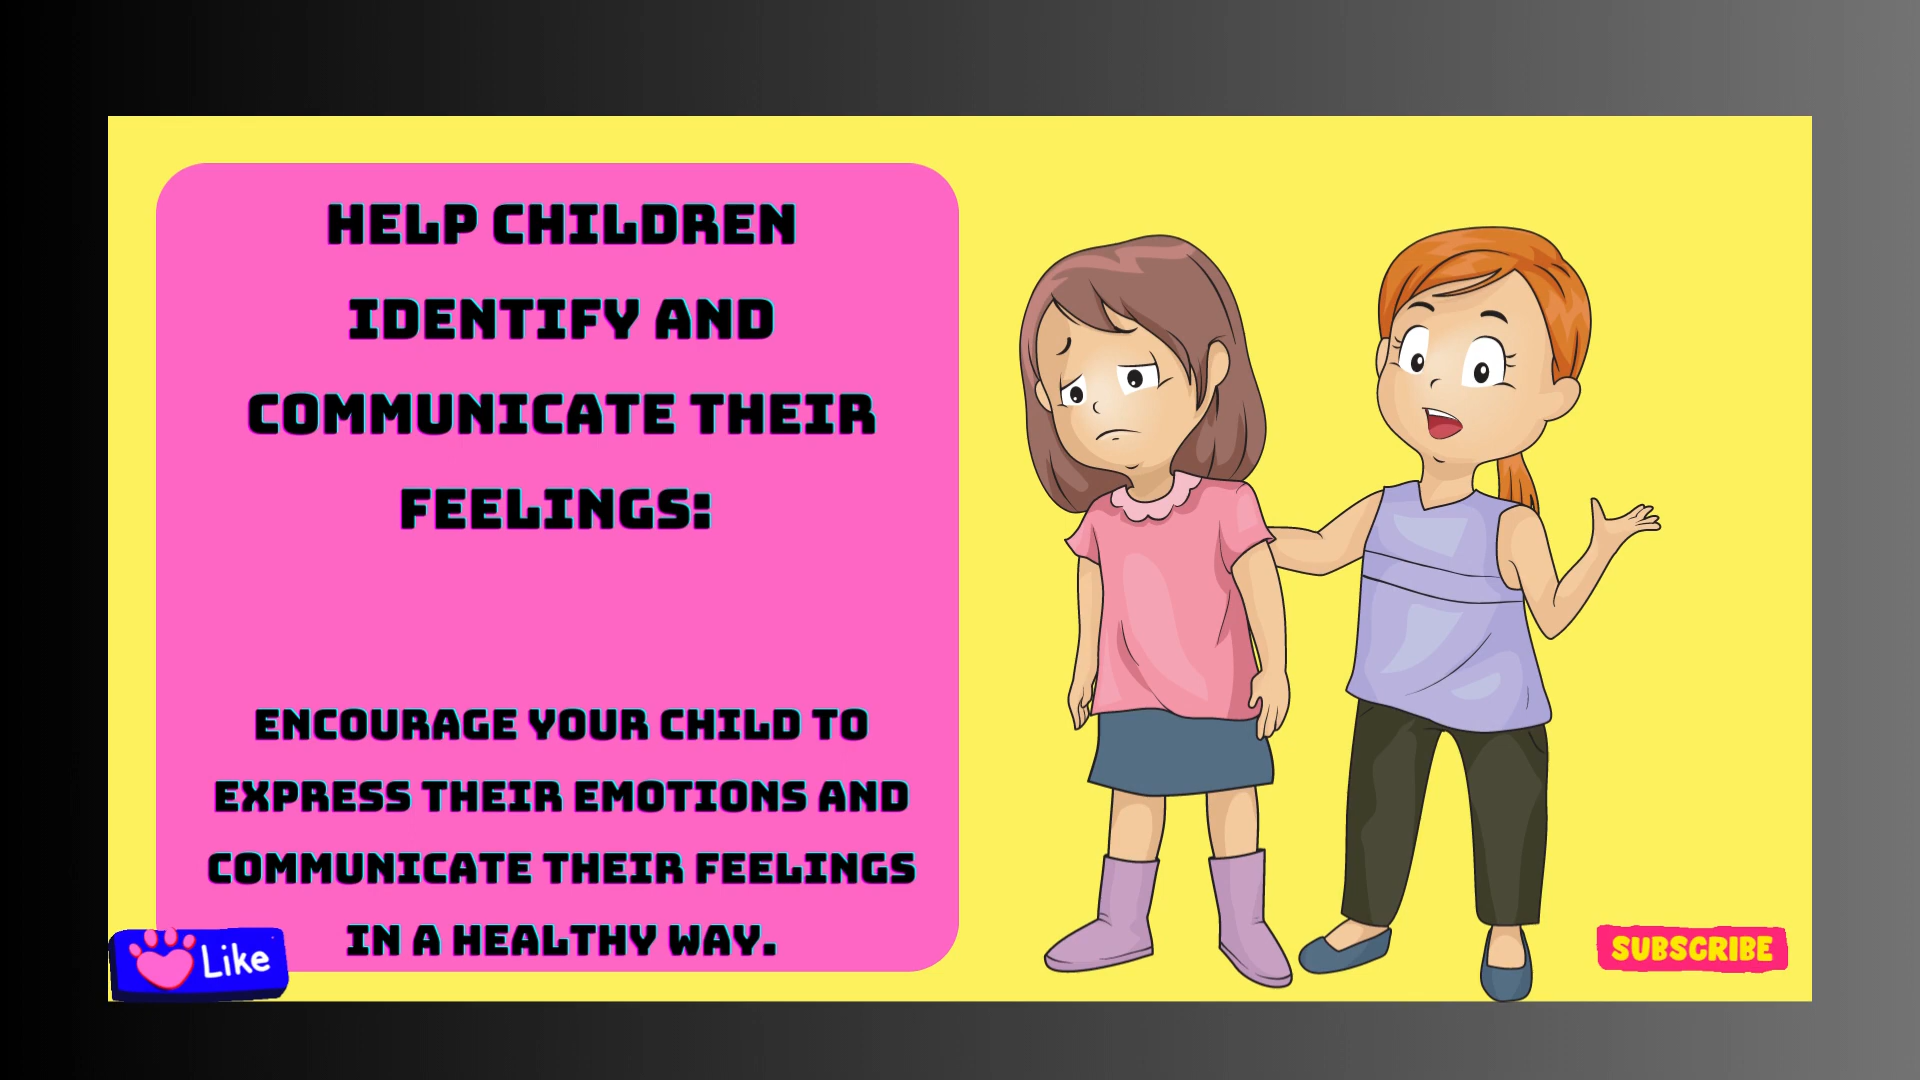 HELP CHILDREN
IDENTIFY AND
COMMUNICATE THEIR
FEELINGS:
ENCOURAGE YOUR CHILD TO
EXPRESS THEIR EMOTIONS AND
COMMUNICATE THEIR FEELINGS
IN A HEALTHY WAY.
Like
SUBSCRIBE